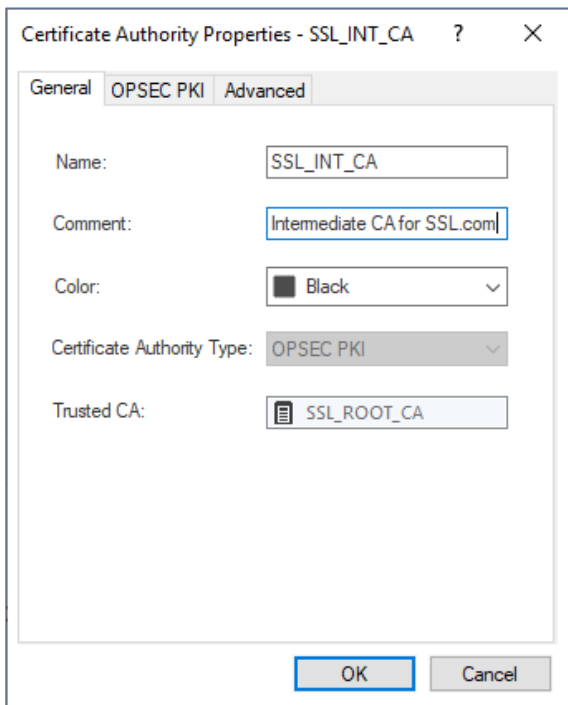 Certificate Authority Properties - SSL_INT_CA ?
General OPSEC PKI Advanced
Name: SSL_INT_CA
Comment: Intermediate CA for SSL.com
Color: Black
Certificate Authority Type: OPSEC PKI
Trusted CA: SSL_ROOT_CA
OK Cancel